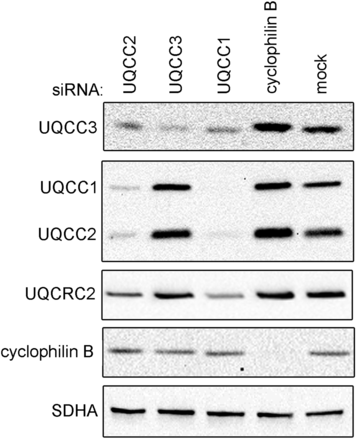 siRNA: UQCC2 UQCC3 UQCC1 cyclophilin B mock
UQCC3
UQCC1
UQCC2
UQCRC2
cyclophilin B
SDHA